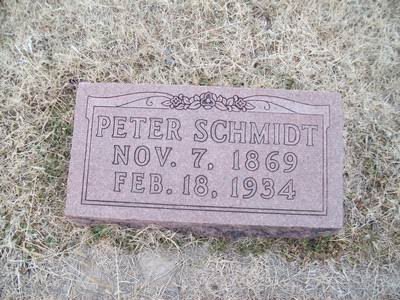 PETER SCHMIDT
NOV. 7, 1869
FEB. 18, 1934